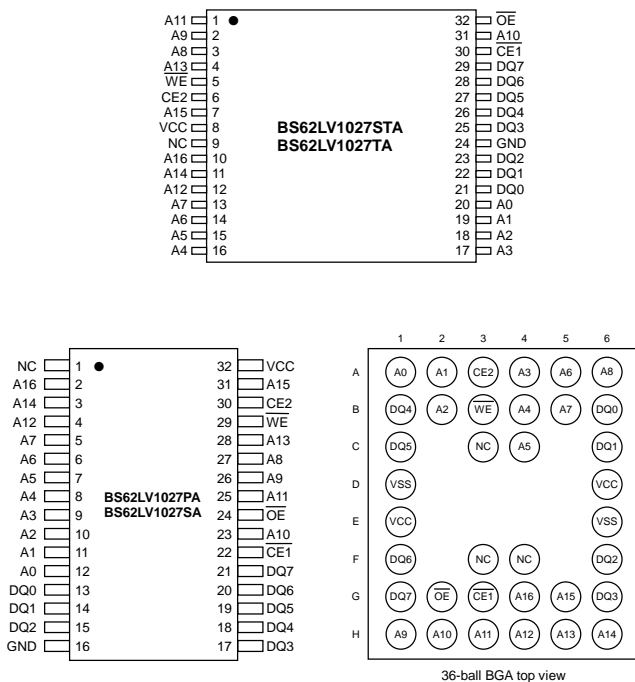 A11 1 32 OE
A9 2 31 A10
A8 3 30 CE1
A13 4 29 DQ7
WE 5 28 DQ6
CE2 6 27 DQ5
A15 7 26 DQ4
VCC 8 25 DQ3
NC 9 24 GND
A16 10 23 DQ2
A14 11 22 DQ1
A12 12 21 DQ0
A7 13 20 A0
A6 14 19 A1
A5 15 18 A2
A4 16 17 A3
BS62LV1027STA
BS62LV1027TA
NC 1 32 VCC
A16 2 31 A15
A14 3 30 CE2
A12 4 29 WE
A7 5 28 A13
A6 6 27 A8
A5 7 26 A9
A4 8 25 A11
A3 9 24 OE
A2 10 23 A10
A1 11 22 CE1
A0 12 21 DQ7
DQ0 13 20 DQ6
DQ1 14 19 DQ5
DQ2 15 18 DQ4
GND 16 17 DQ3
BS62LV1027PA
BS62LV1027SA
1 2 3 4 5 6
A A0 A1 CE2 A3 A6 A8
B DQ4 A2 WE A4 A7 DQ0
C DQ5 NC A5 DQ1
D VSS VCC
E VCC VSS
F DQ6 NC NC DQ2
G DQ7 OE CE1 A16 A15 DQ3
H A9 A10 A11 A12 A13 A14
36-ball BGA top view